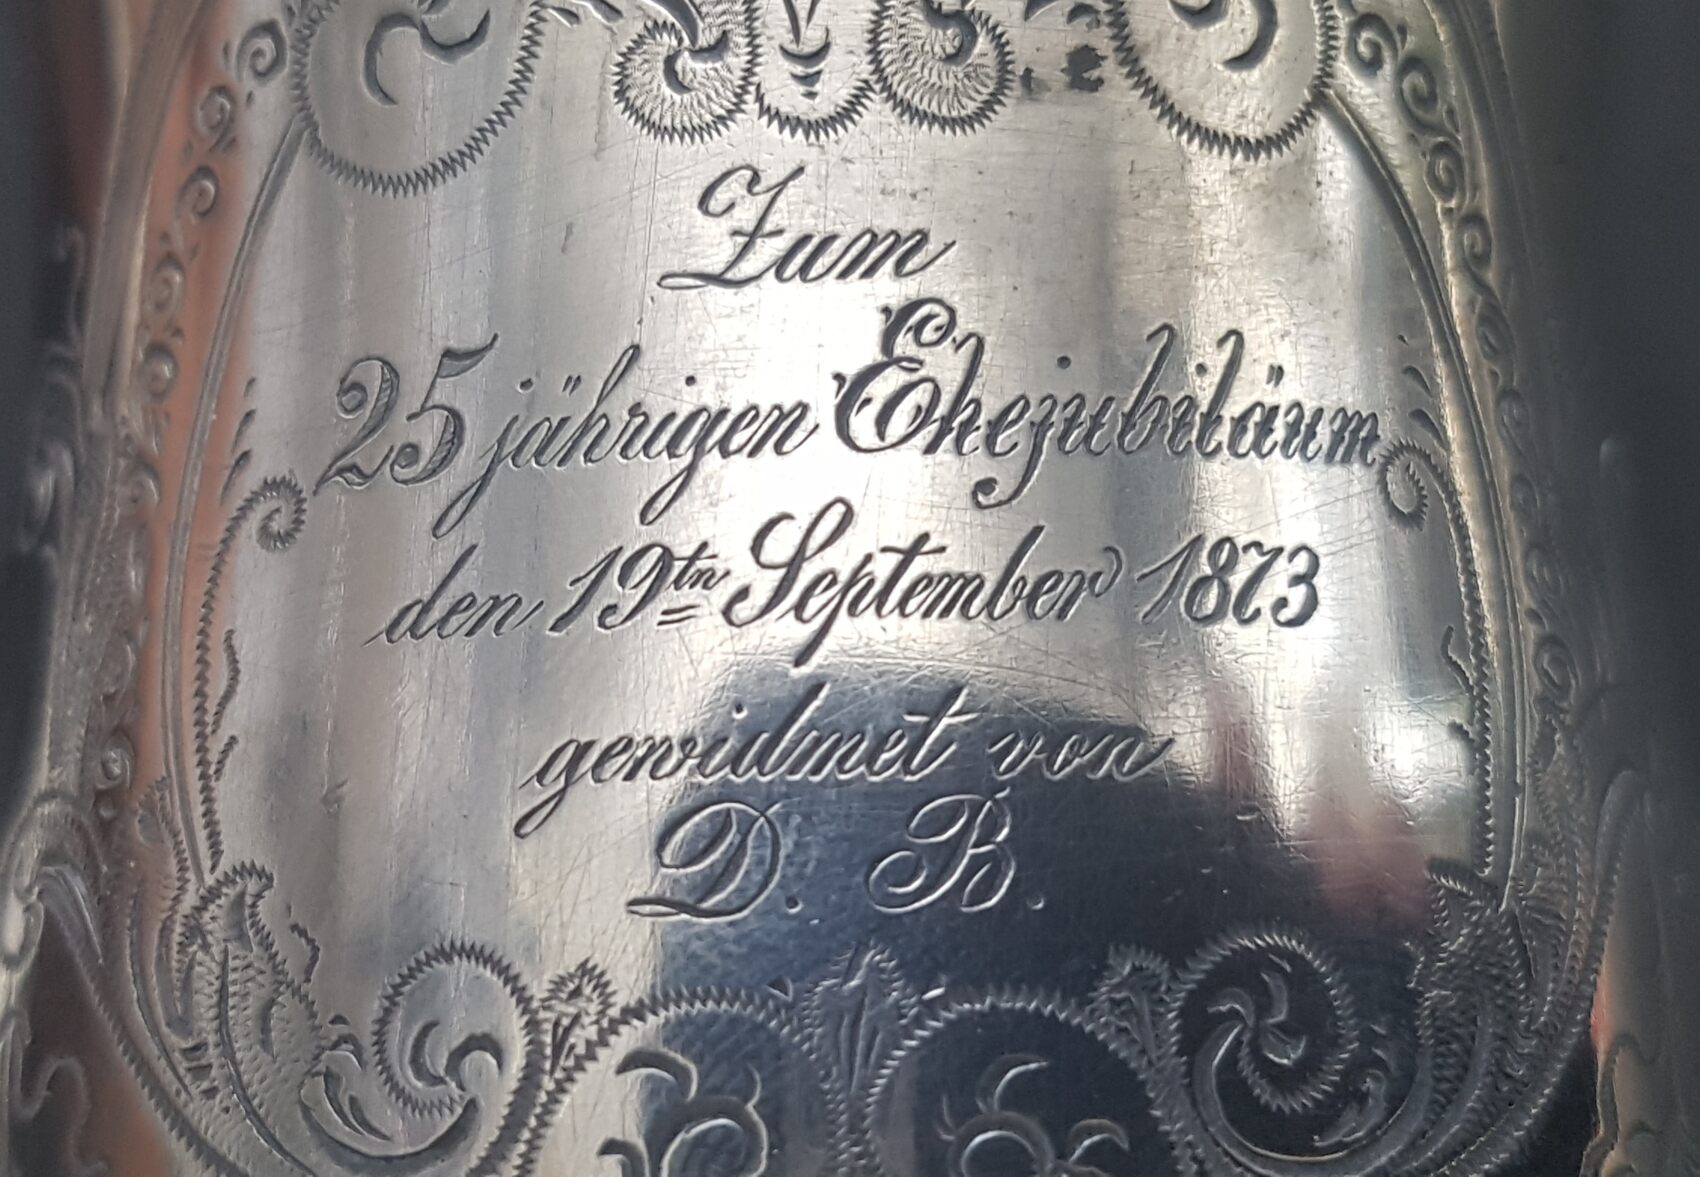 Zum
25 jährigen Ehejubiläum
den 19tn September 1873
gewidmet von
D. B.